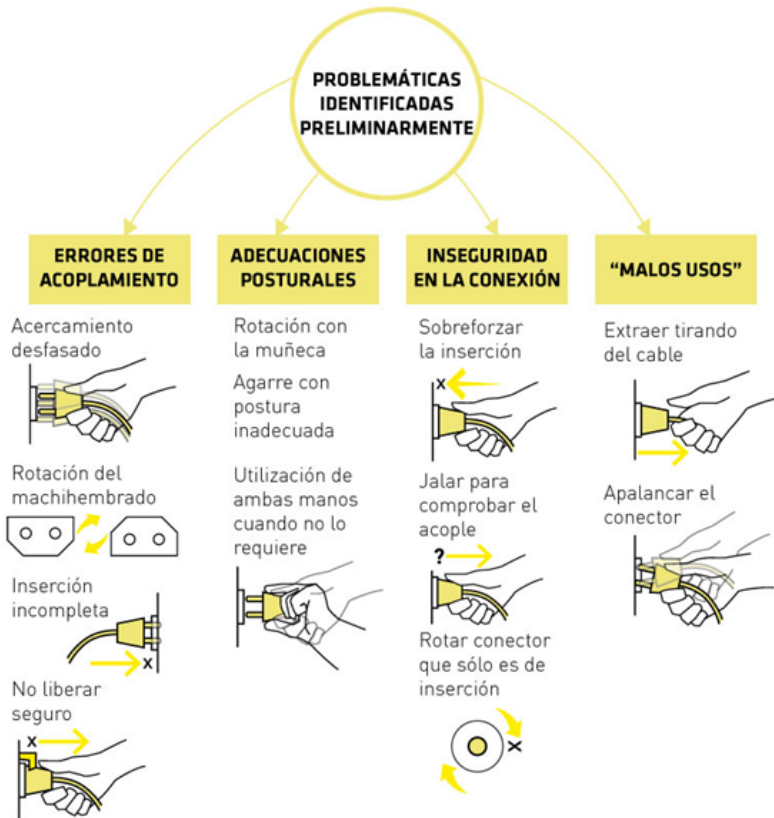 PROBLEMÁTICAS
IDENTIFICADAS
PRELIMINARMENTE
ERRORES DE
ACOPLAMIENTO
Acercamiento
desfasado
Rotación del
machihembrado
Inserción
incompleta
x
No liberar
seguro
x
ADECUACIONES
POSTURALES
Rotación con
la muñeca
Agarre con
postura
inadecuada
Utilización de
ambas manos
cuando no lo
requiere
INSEGURIDAD
EN LA CONEXIÓN
Sobreforzar
la inserción
x
Jalar para
comprobar el
acople
?
Rotar conector
que sólo es de
inserción
x
“MALOS USOS”
Extraer tirando
del cable
Apalancar el
conector